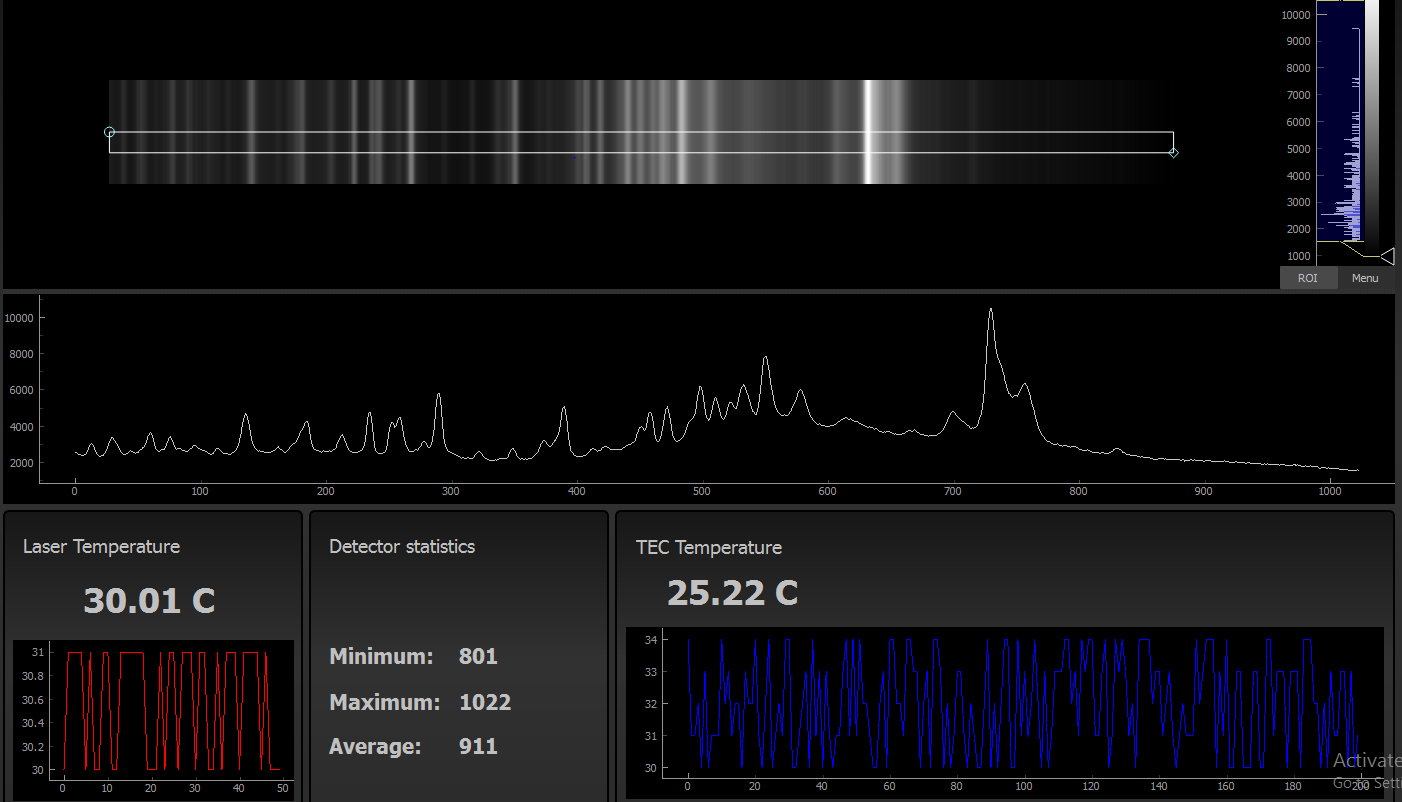 10000
9000
8000
7000
6000
5000
4000
3000
2000
1000
ROI Menu
10000
8000
6000
4000
2000
0 100 200 300 400 500 600 700 800 900 1000
Laser Temperature
30.01 C
31
30.8
30.6
30.4
30.2
30
0 10 20 30 40 50
Detector statistics
Minimum: 801
Maximum: 1022
Average: 911
TEC Temperature
25.22 C
34
33
32
31
30
0 20 40 60 80 100 120 140 160 180 200
Activate
Go to Setti